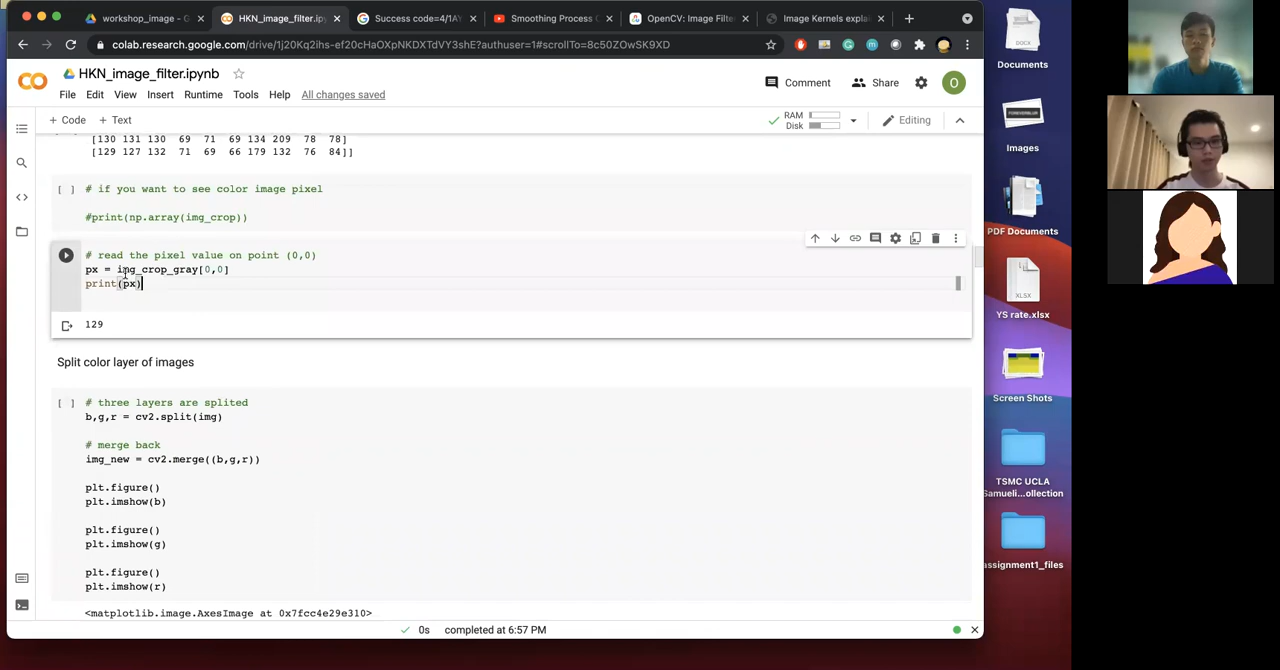 workshop_image - G
HKN_image_filter.ipy
Success code=4/1AY
Smoothing Process C
OpenCV: Image Filter
Image Kernels expla
colab.research.google.com/drive/1j20Kq2ihs-ef20cHaOXpNKDXTdVY3shE?authuser=1#scrollTo=8c50ZOwSK9XD
HKN_image_filter.ipynb
Comment
Share
O
File Edit View Insert Runtime Tools Help All changes saved
+ Code + Text
RAM
Disk
Editing
[130 131 130 69 71 69 134 209 78 78]
[129 127 132 71 69 66 179 132 76 84]]
[ ] # if you want to see color image pixel
#print(np.array(img_crop))
# read the pixel value on point (0,0)
px = img_crop_gray[0,0]
print(px)
129
Split color layer of images
[ ] # three layers are splited
b,g,r = cv2.split(img)
# merge back
img_new = cv2.merge((b,g,r))
plt.figure()
plt.imshow(b)
plt.figure()
plt.imshow(g)
plt.figure()
plt.imshow(r)
<matplotlib.image.AxesImage at 0x7fcc4e29e310>
0s completed at 6:57 PM
DOCX
Documents
Images
PDF Documents
XLSX
YS rate.xlsx
Screen Shots
TSMC UCLA
Samueli...ollection
assignment1_files